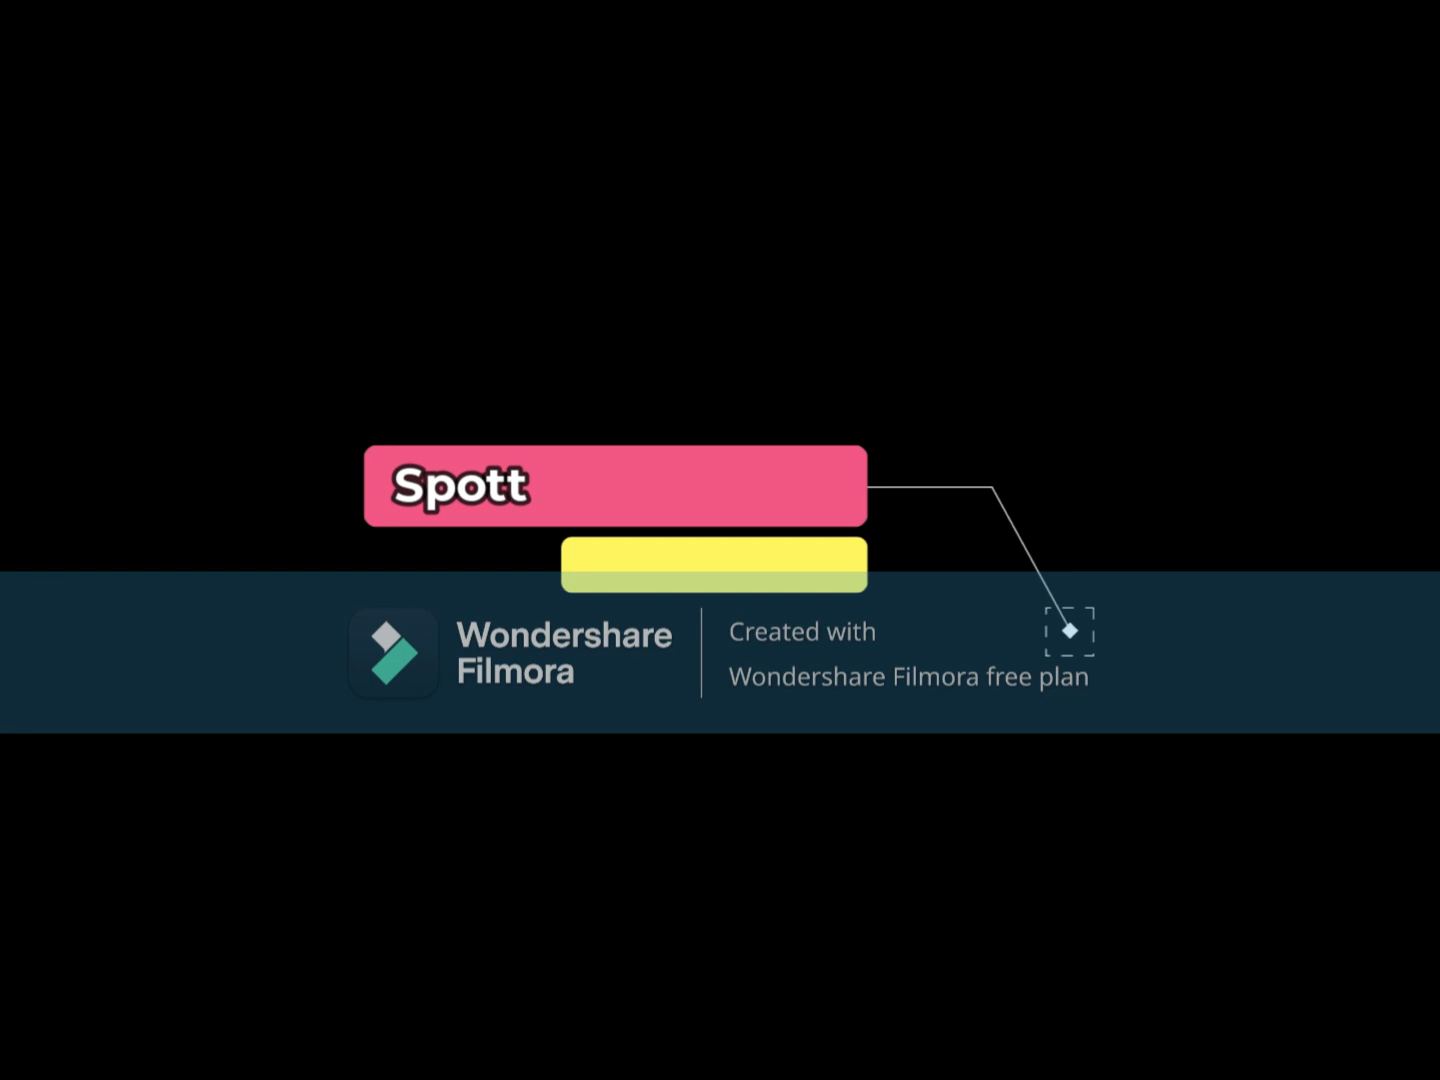 Spott
Wondershare
Filmora
Created with
Wondershare Filmora free plan